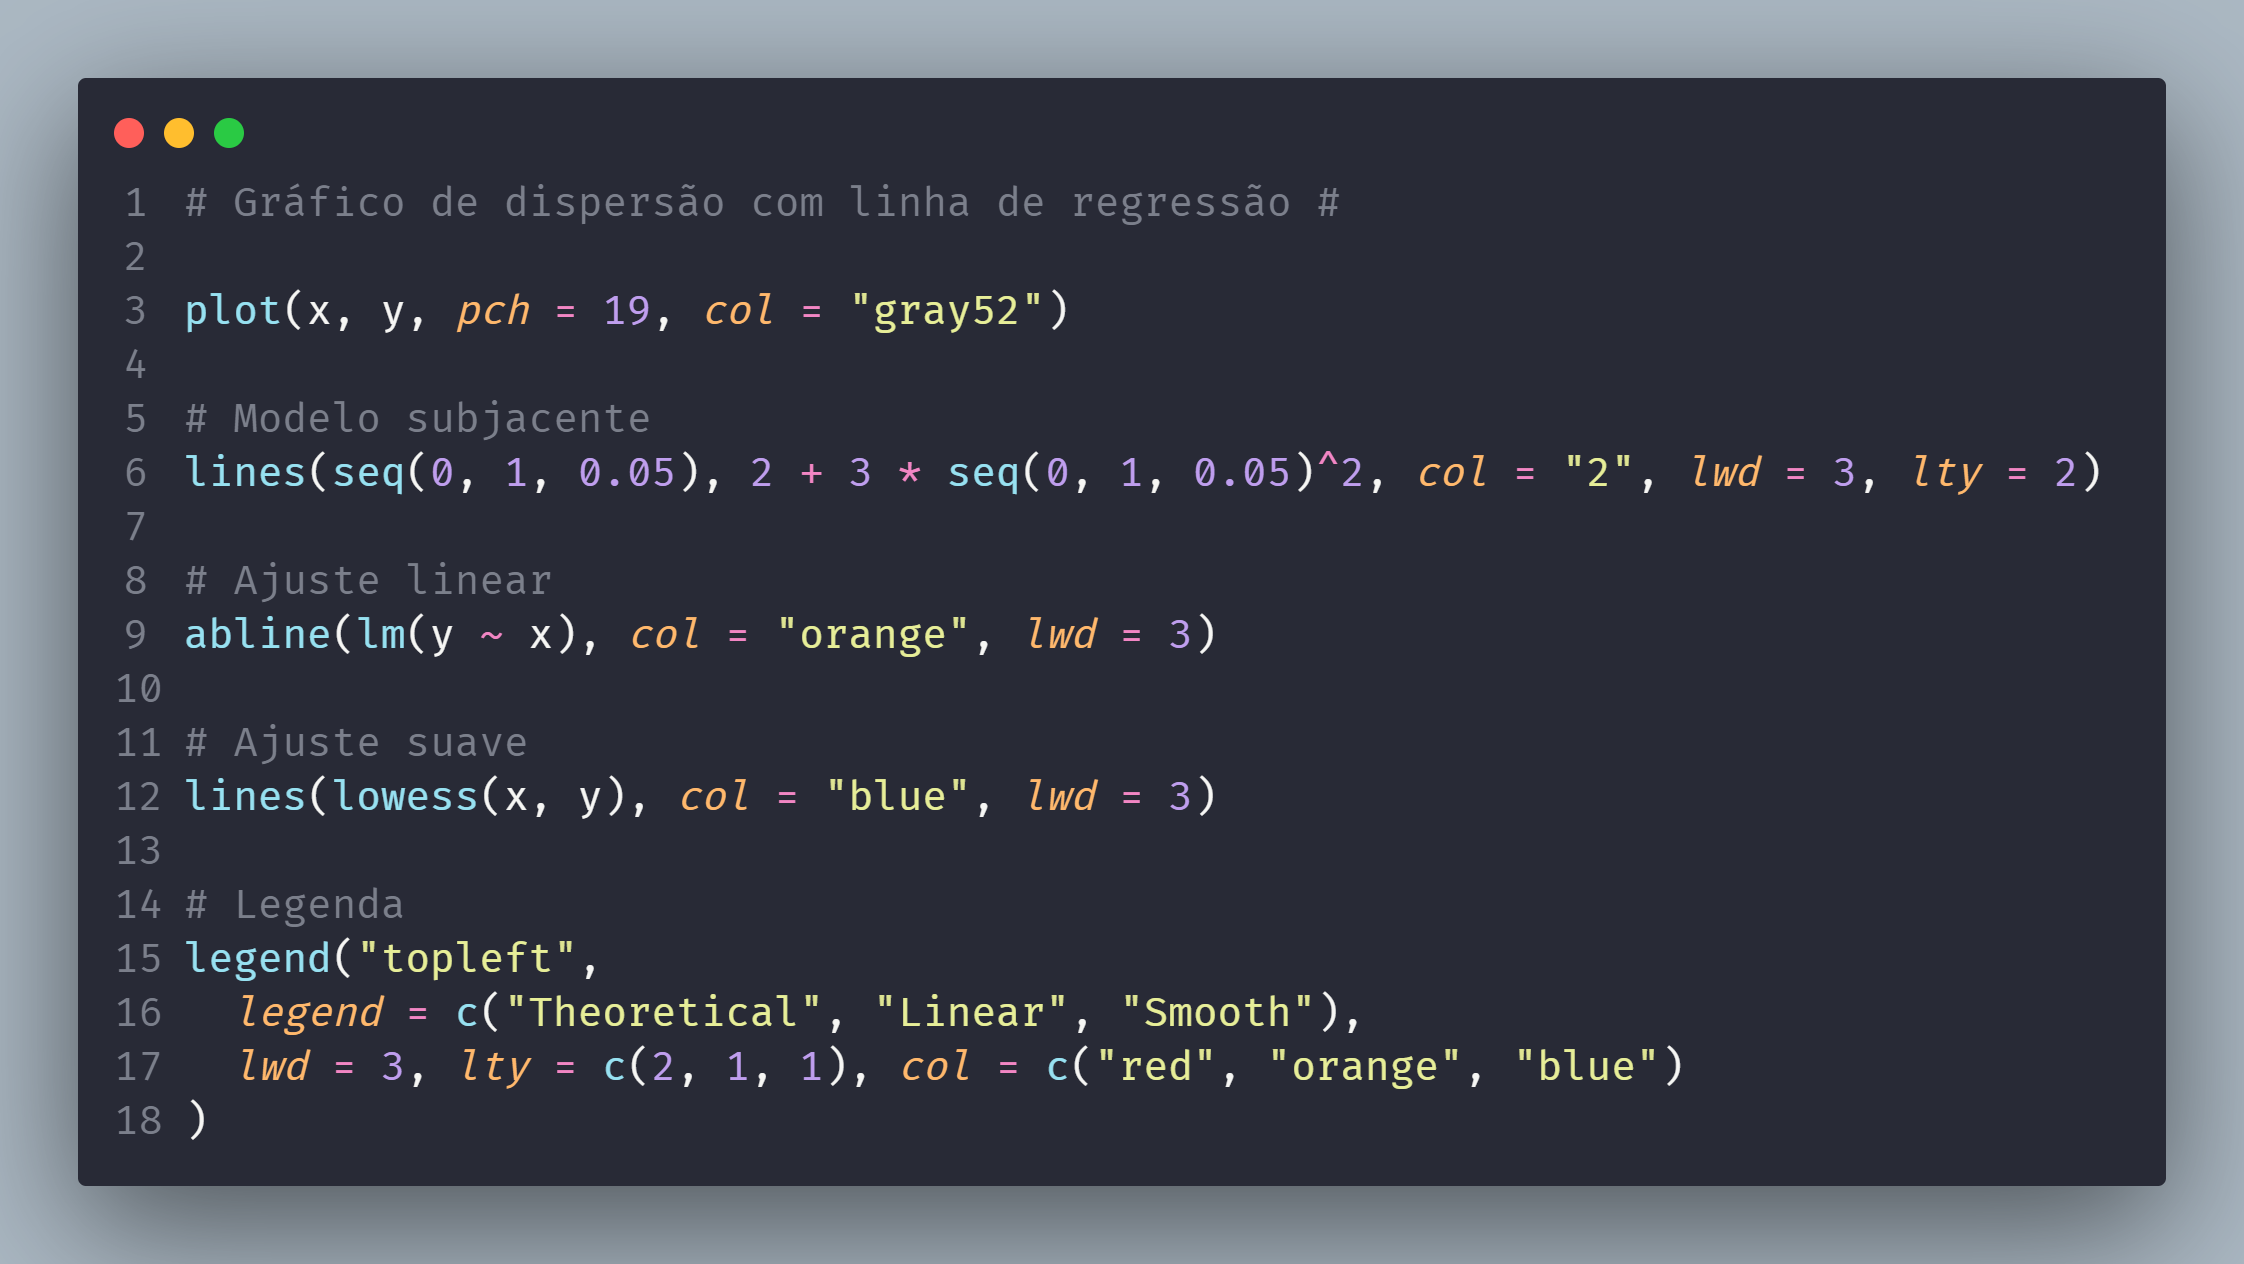 1 # Gráfico de dispersão com linha de regressão #
2
3 plot(x, y, pch = 19, col = "gray52")
4
5 # Modelo subjacente
6 lines(seq(0, 1, 0.05), 2 + 3 * seq(0, 1, 0.05)^2, col = "2", lwd = 3, lty = 2)
7
8 # Ajuste linear
9 abline(lm(y ~ x), col = "orange", lwd = 3)
10
11 # Ajuste suave
12 lines(lowess(x, y), col = "blue", lwd = 3)
13
14 # Legenda
15 legend("topleft",
16   legend = c("Theoretical", "Linear", "Smooth"),
17   lwd = 3, lty = c(2, 1, 1), col = c("red", "orange", "blue")
18 )